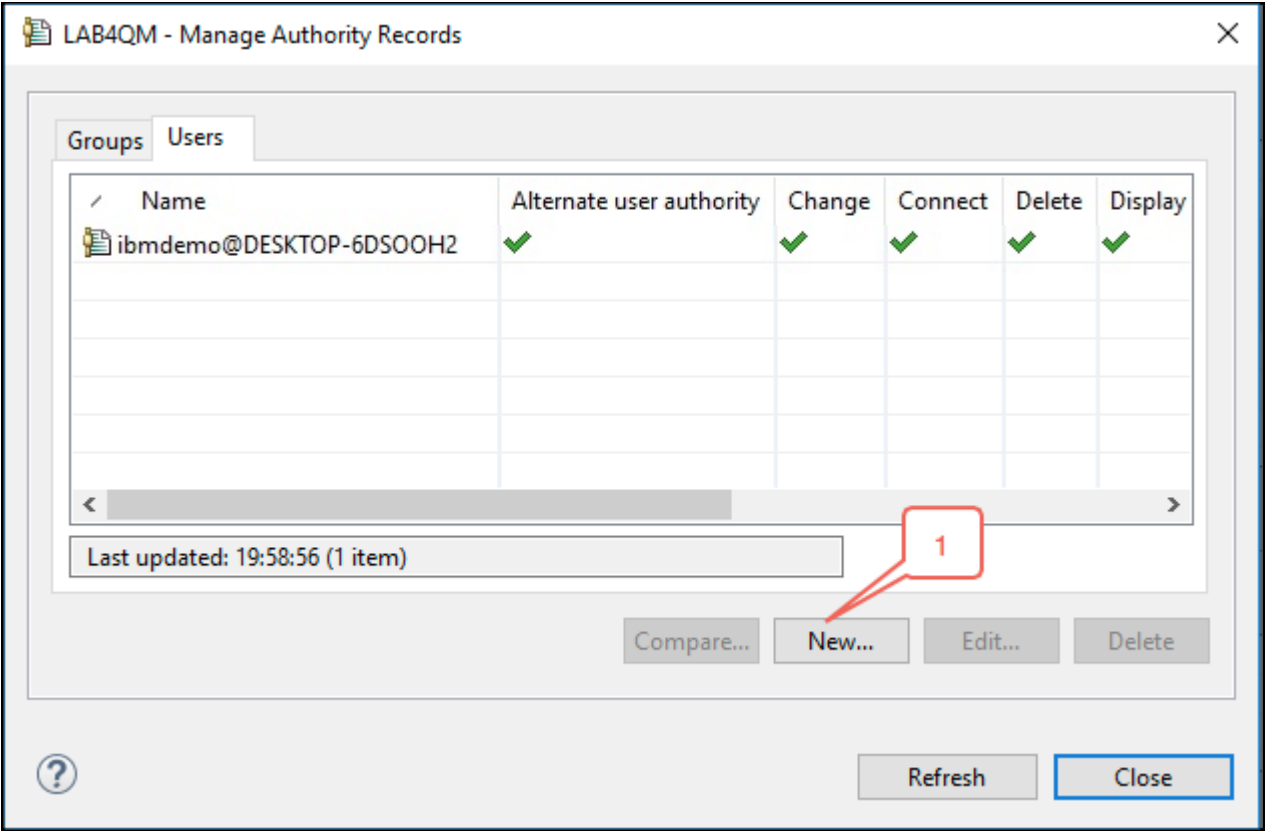 LAB4QM - Manage Authority Records
Groups Users
Name Alternate user authority Change Connect Delete Display
ibmdemo@DESKTOP-6DSOOH2
Last updated: 19:58:56 (1 item)
1
Compare... New... Edit... Delete
? Refresh Close